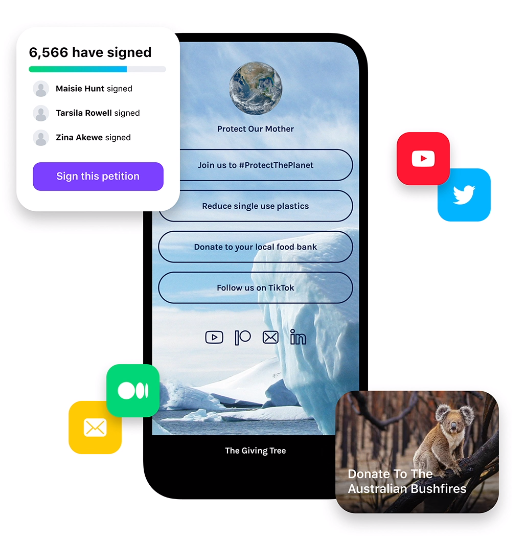 6,566 have signed
Maisie Hunt signed
Tarsila Rowell signed
Zina Akewe signed
Sign this petition
Protect Our Mother
Join us to #ProtectThePlanet
Reduce single use plastics
Donate to your local food bank
Follow us on TikTok
in
The Giving Tree
Donate To The
Australian Bushfires